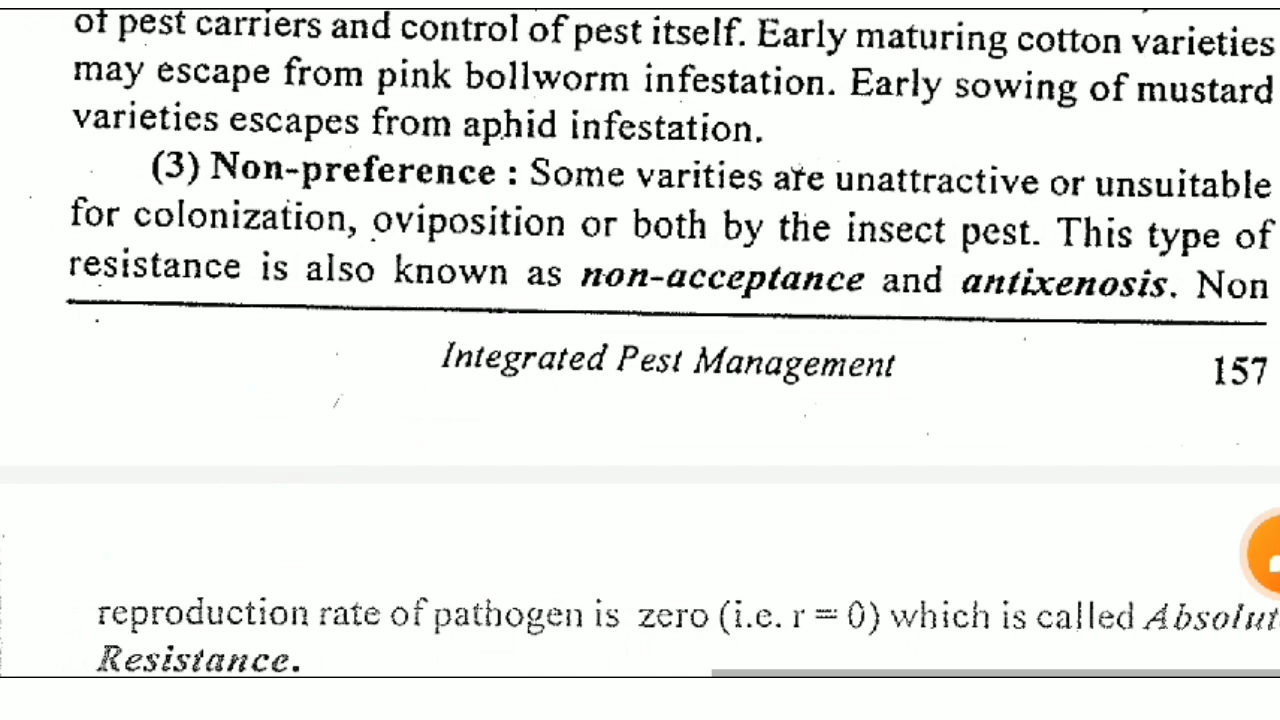 of pest carriers and control of pest itself. Early maturing cotton varieties
may escape from pink bollworm infestation. Early sowing of mustard
varieties escapes from aphid infestation.
(3) Non-preference : Some varities are unattractive or unsuitable
for colonization, oviposition or both by the insect pest. This type of
resistance is also known as non-acceptance and antixenosis. Non
Integrated Pest Management 157
reproduction rate of pathogen is zero (i.e. r = 0) which is called Absolut
Resistance.